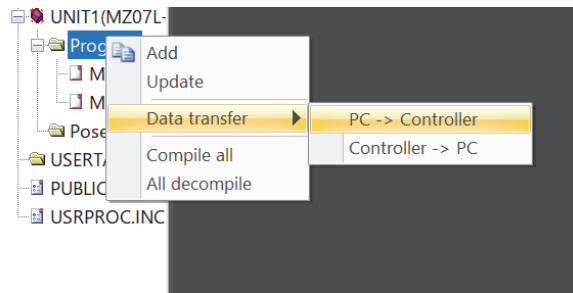 UNIT1(MZ07L-
Prog
Add
M
Update
M
Data transfer
PC -> Controller
Pose
Controller -> PC
Compile all
USERT
All decompile
PUBLIC
USRPROC.INC